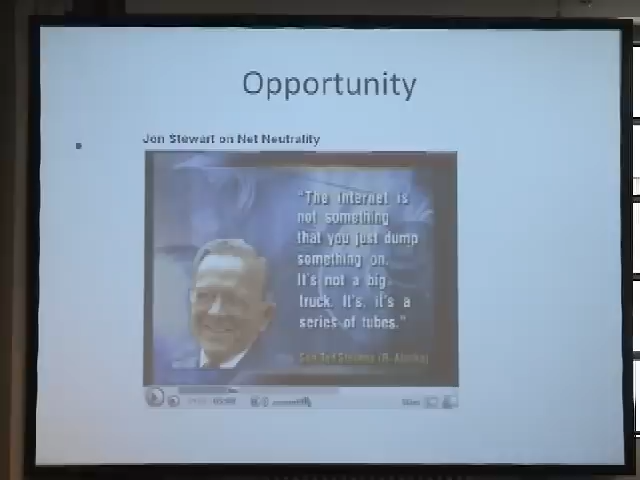 Opportunity
Jon Stewart on Net Neutrality
"The Internet is
not something
that you just dump
something on.
It's not a big
truck. It's, it's a
series of tubes."
Sen Ted Stevens (R. Alaska)